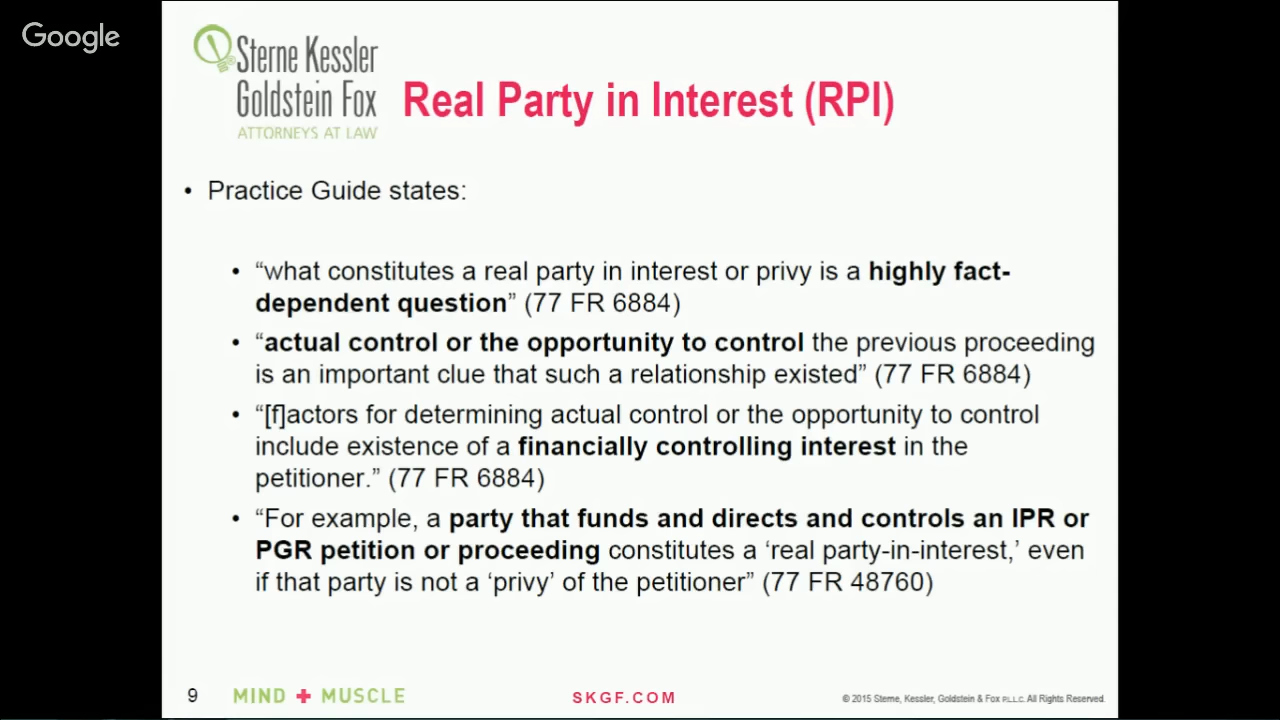 Google
Sterne Kessler
Goldstein Fox
ATTORNEYS AT LAW
Real Party in Interest (RPI)
• Practice Guide states:
• “what constitutes a real party in interest or privy is a highly fact-
dependent question” (77 FR 6884)
• “actual control or the opportunity to control the previous proceeding
is an important clue that such a relationship existed” (77 FR 6884)
• “[f]actors for determining actual control or the opportunity to control
include existence of a financially controlling interest in the
petitioner.” (77 FR 6884)
• “For example, a party that funds and directs and controls an IPR or
PGR petition or proceeding constitutes a ‘real party-in-interest,’ even
if that party is not a ‘privy’ of the petitioner” (77 FR 48760)
9
MIND + MUSCLE
SKGF.COM
© 2015 Sterne, Kessler, Goldstein & Fox P.L.L.C. All Rights Reserved.